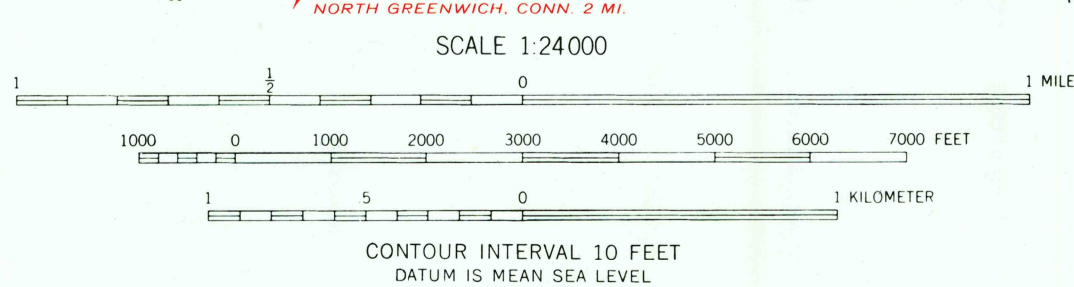 NORTH GREENWICH, CONN. 2 MI.
SCALE 1:24000
1 1/2 0 1 MILE
1000 0 1000 2000 3000 4000 5000 6000 7000 FEET
1 .5 0 1 KILOMETER
CONTOUR INTERVAL 10 FEET
DATUM IS MEAN SEA LEVEL